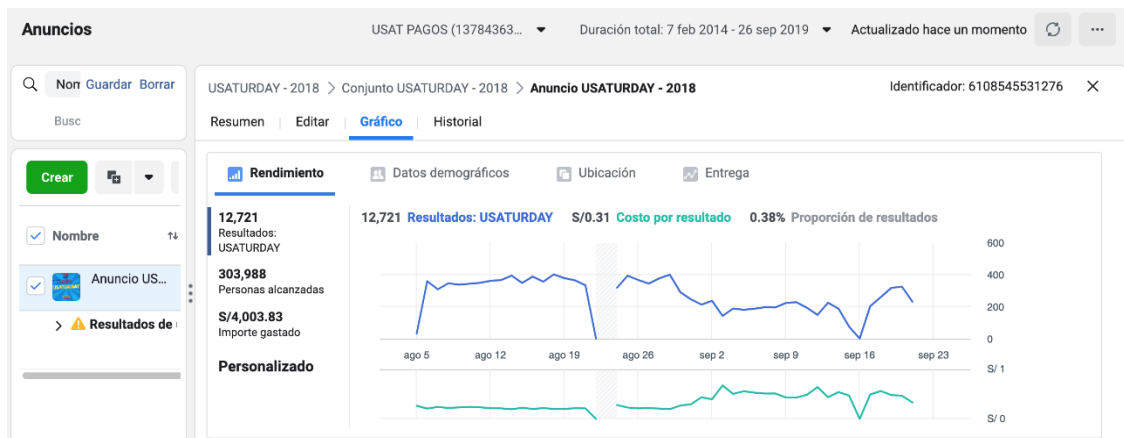 Anuncios
USAT PAGOS (13784363...
Duración total: 7 feb 2014 - 26 sep 2019
Actualizado hace un momento
Guardar Borrar
Busc
USATURDAY - 2018 > Conjunto USATURDAY - 2018 > Anuncio USATURDAY - 2018
Identificador: 6108545531276
Resumen Editar Gráfico Historial
Crear
Nombre
Anuncio US...
Resultados de
Rendimiento Datos demográficos Ubicación Entrega
12,721
Resultados:
USATURDAY
303,988
Personas alcanzadas
S/4,003.83
Importe gastado
Personalizado
12,721 Resultados: USATURDAY S/0.31 Costo por resultado 0.38% Proporción de resultados
600
400
200
0
ago 5 ago 12 ago 19 ago 26 sep 2 sep 9 sep 16 sep 23
S/ 1
S/ 0